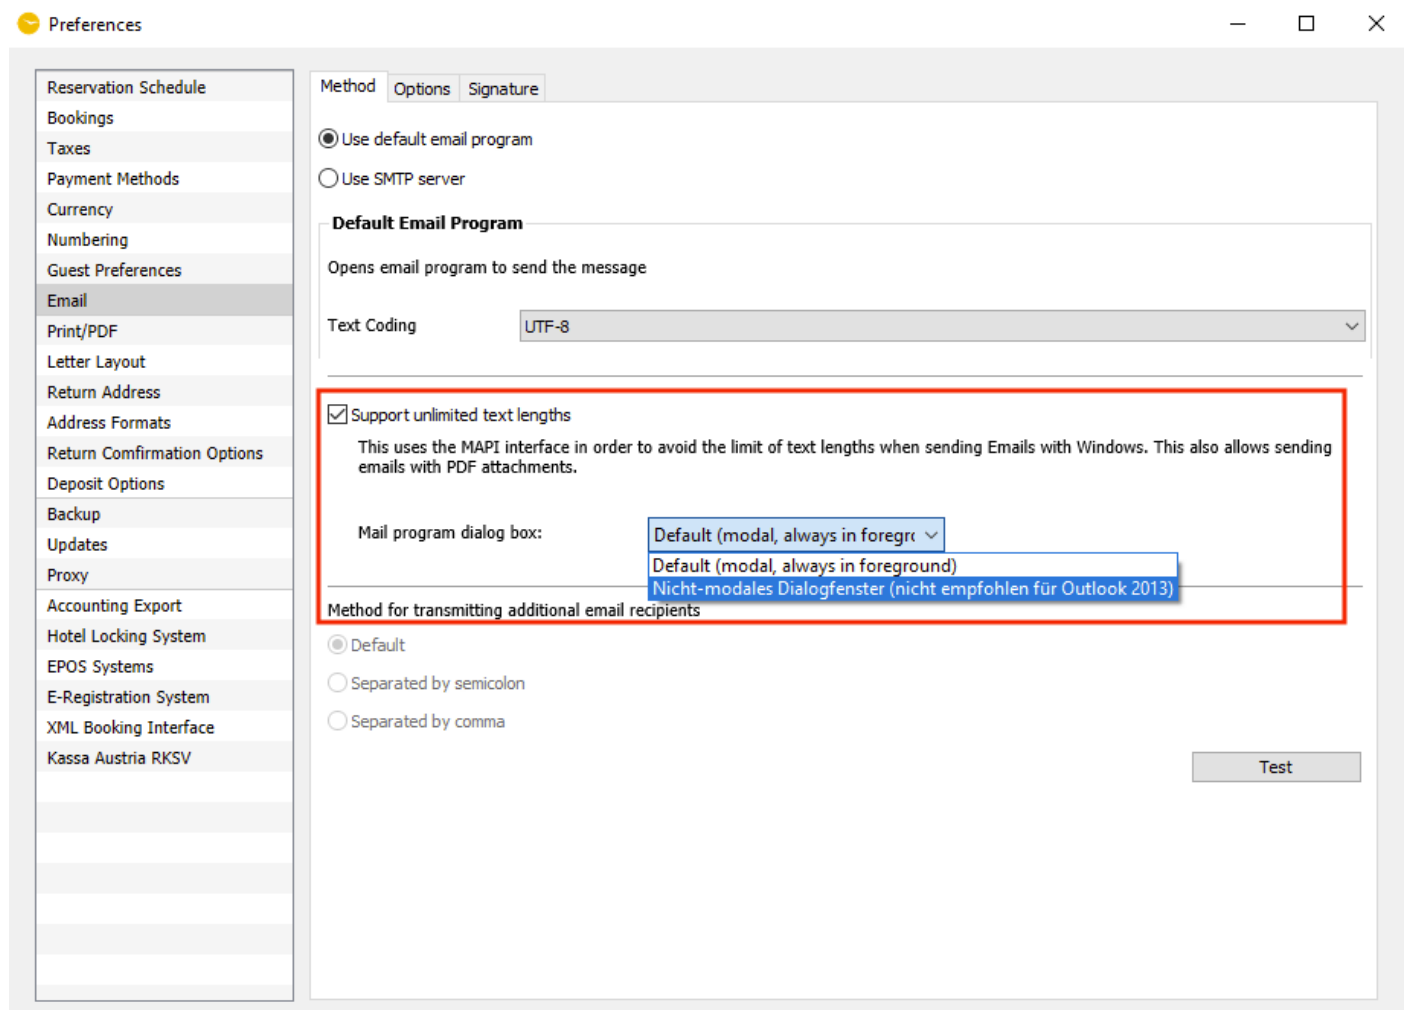 Preferences
Reservation Schedule
Bookings
Taxes
Payment Methods
Currency
Numbering
Guest Preferences
Email
Print/PDF
Letter Layout
Return Address
Address Formats
Return Comfirmation Options
Deposit Options
Backup
Updates
Proxy
Accounting Export
Hotel Locking System
EPOS Systems
E-Registration System
XML Booking Interface
Kassa Austria RKSV
Method Options Signature
Use default email program
Use SMTP server
Default Email Program
Opens email program to send the message
Text Coding UTF-8
Support unlimited text lengths
This uses the MAPI interface in order to avoid the limit of text lengths when sending Emails with Windows. This also allows sending
emails with PDF attachments.
Mail program dialog box: Default (modal, always in foregr
Default (modal, always in foreground)
Nicht-modales Dialogfenster (nicht empfohlen für Outlook 2013)
Method for transmitting additional email recipients
Default
Separated by semicolon
Separated by comma
Test